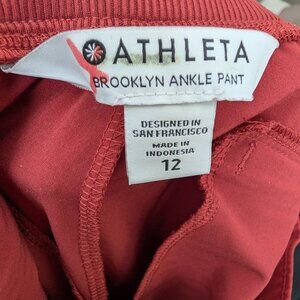 ATHLETA
BROOKLYN ANKLE PANT
DESIGNED IN
SAN FRANCISCO
MADE IN
INDONESIA
12